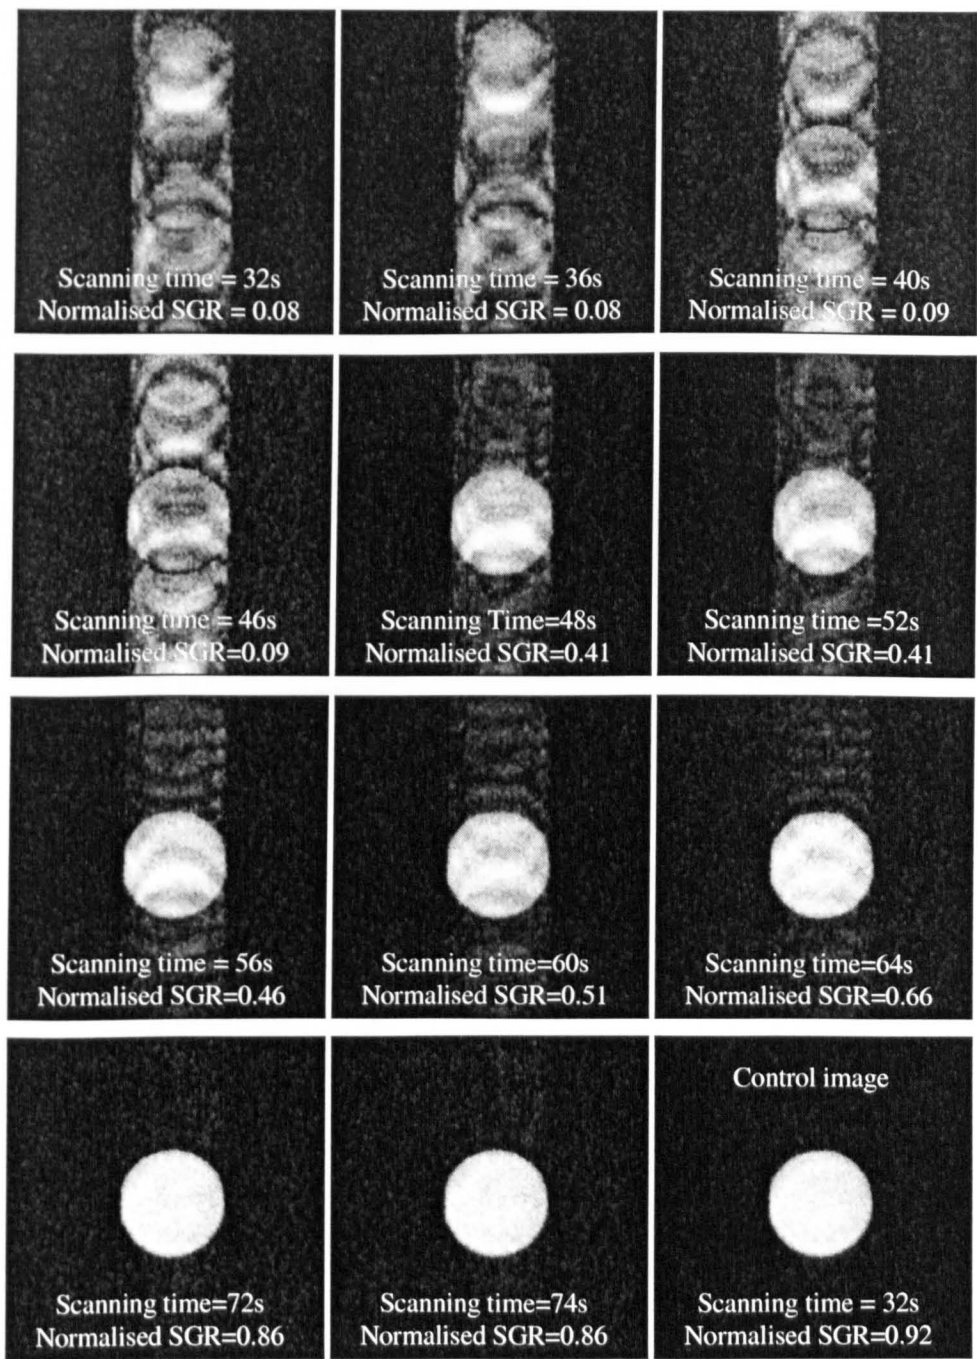 Scanning time = 32s
Normalised SGR = 0.08
Scanning time = 36s
Normalised SGR = 0.08
Scanning time = 40s
Normalised SGR = 0.09
Scanning time = 46s
Normalised SGR=0.09
Scanning Time=48s
Normalised SGR=0.41
Scanning time =52s
Normalised SGR=0.41
Scanning time = 56s
Normalised SGR=0.46
Scanning time=60s
Normalised SGR=0.51
Scanning time=64s
Normalised SGR=0.66
Scanning time=72s
Normalised SGR=0.86
Scanning time=74s
Normalised SGR=0.86
Control image
Scanning time = 32s
Normalised SGR=0.92